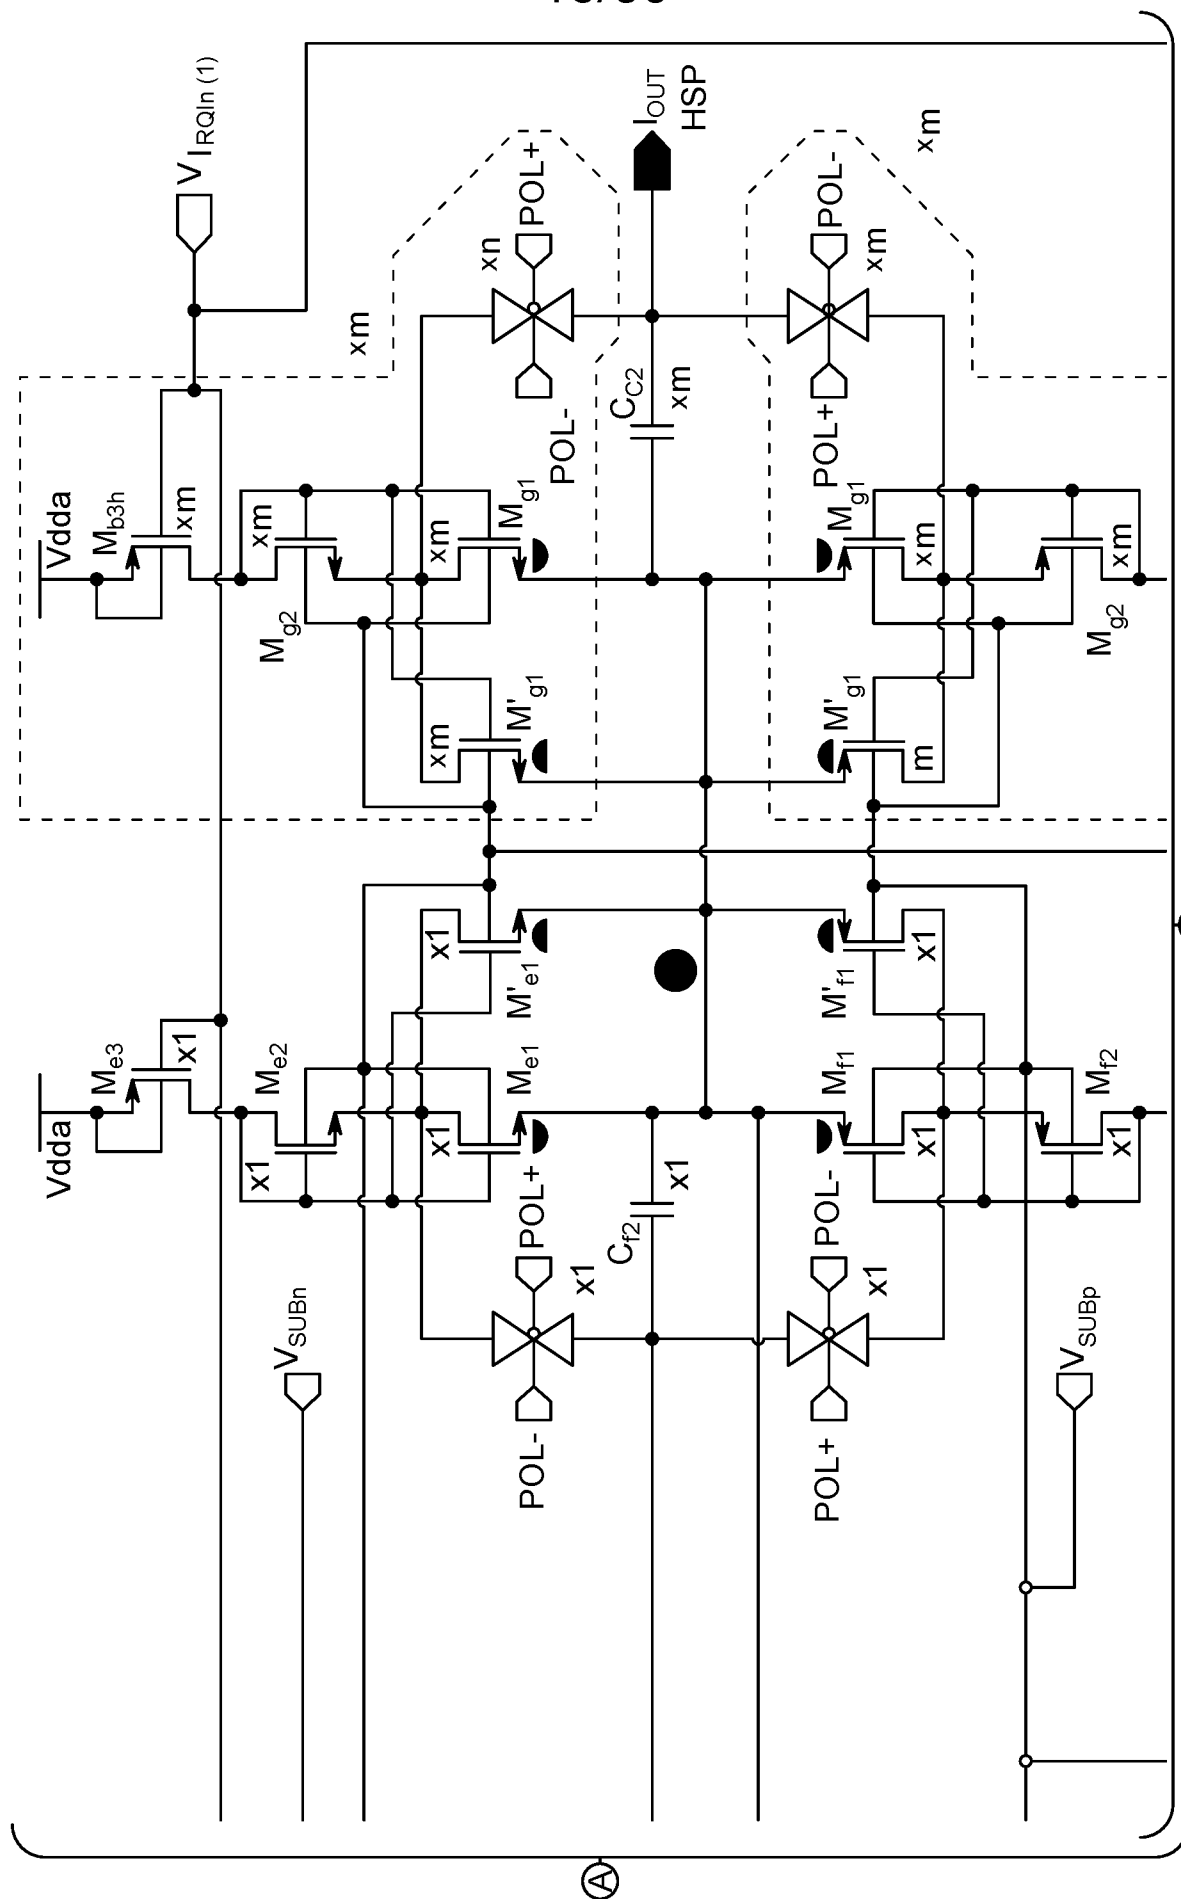 Vdda
M_e3
x1
M_e2
x1
V_SUBn
x1
x1
M_e1
M'_e1
POL+
POL-
x1
C_f2
x1
M_f1
M'_f1
POL-
POL+
x1
x1
x1
M_f2
x1
V_SUBp
A
Vdda
M_b3h
xm
V I_RQIn (1)
xm
M_g2
xm
xm
xm
M_g1
M'_g1
xn
POL+
POL-
C_C2
xm
I_OUT
HSP
M_g1
M'_g1
POL+
POL-
xm
xm
m
xm
M_g2
xm